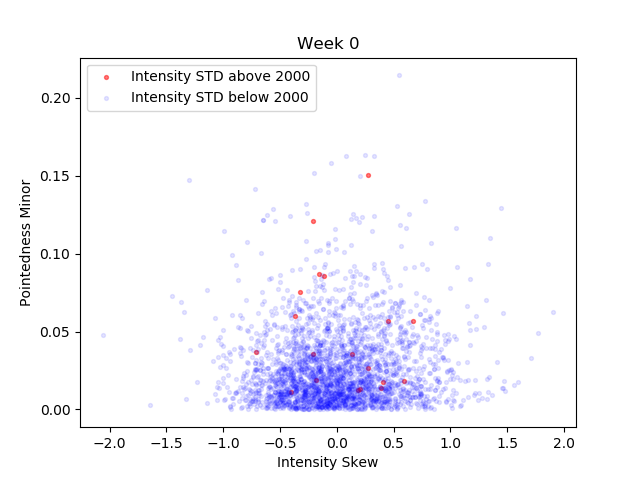 Week 0
Intensity STD above 2000
Intensity STD below 2000
0.20
0.15
0.10
0.05
0.00
Pointedness Minor
−2.0 −1.5 −1.0 −0.5 0.0 0.5 1.0 1.5 2.0
Intensity Skew